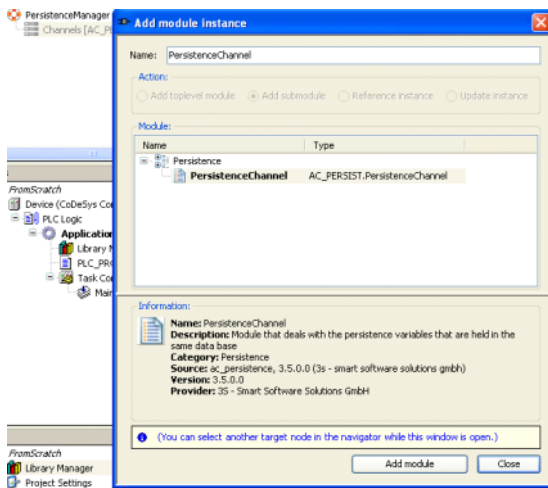 PersistenceManager
Channels [AC_P
Add module instance
Name: PersistenceChannel
Action:
Add toplevel module Add submodule Reference instance Update instance
Module:
Name Type
Persistence
PersistenceChannel AC_PERSIST.PersistenceChannel
FromScratch
Device (CoDeSys Co
PLC Logic
Application
Library M
PLC_PR
Task Co
Main
Information:
Name: PersistenceChannel
Description: Module that deals with the persistence variables that are held in the
same data base
Category: Persistence
Source: ac_persistence, 3.5.0.0 (3s - smart software solutions gmbh)
Version: 3.5.0.0
Provider: 3S - Smart Software Solutions GmbH
(You can select another target node in the navigator while this window is open.)
Add module Close
FromScratch
Library Manager
Project Settings